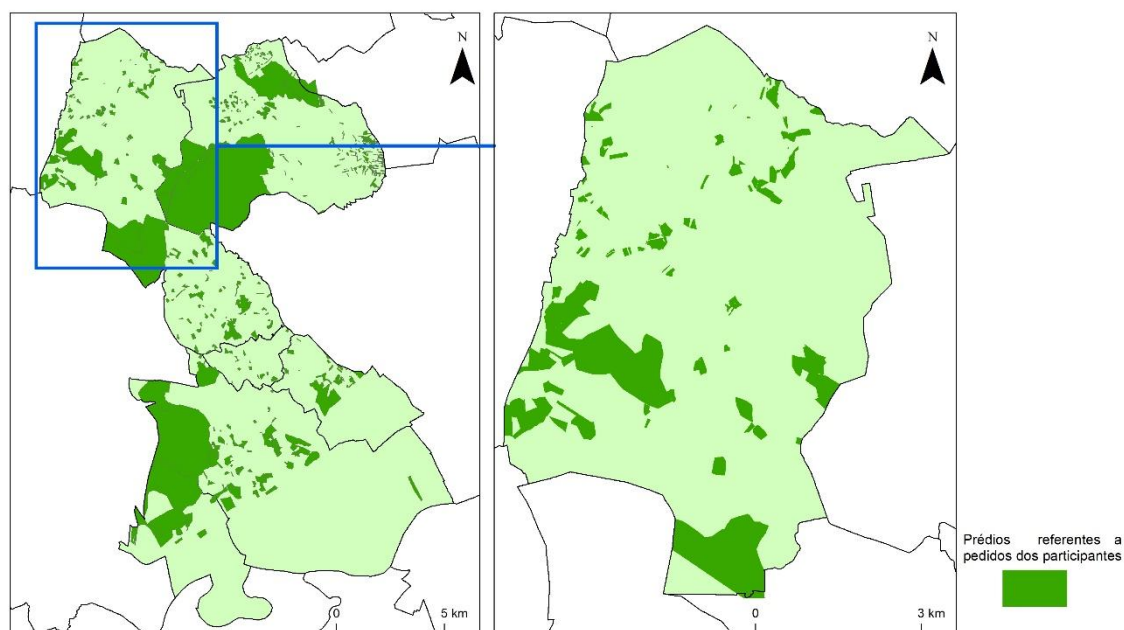 N
0
5 km
N
0
3 km
Prédios referentes a
pedidos dos participantes